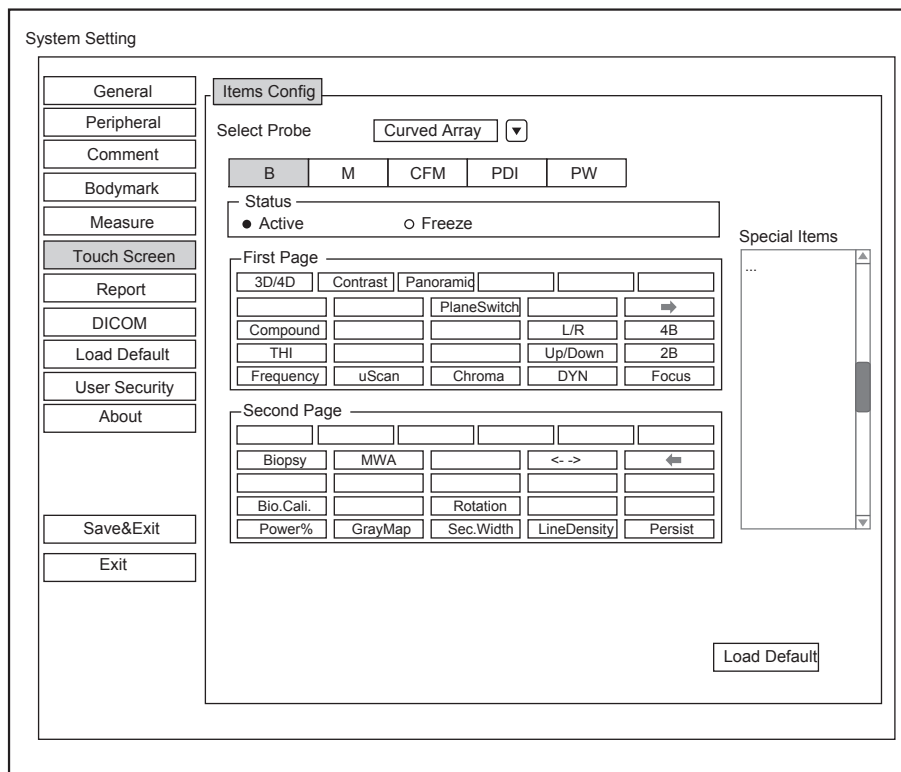 System Setting
General
Peripheral
Comment
Bodymark
Measure
Touch Screen
Report
DICOM
Load Default
User Security
About
Save&Exit
Exit
Items Config
Select Probe Curved Array
B M CFM PDI PW
Status
Active Freeze
First Page
3D/4D Contrast Panoramic
PlaneSwitch
Compound L/R 4B
THI Up/Down 2B
Frequency uScan Chroma DYN Focus
Second Page
Biopsy MWA <- ->
Bio.Cali. Rotation
Power% GrayMap Sec.Width LineDensity Persist
Special Items
...
Load Default